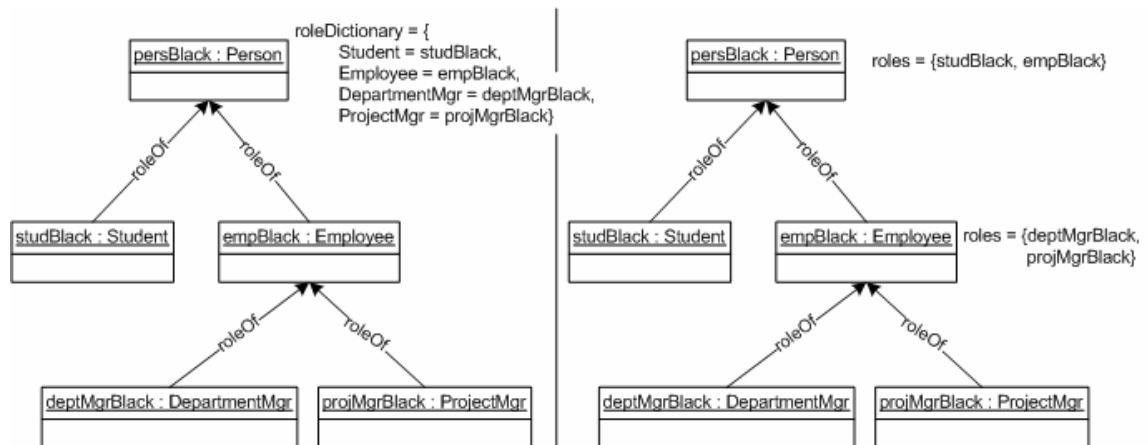 persBlack : Person
roleDictionary = {
Student = studBlack,
Employee = empBlack,
DepartmentMgr = deptMgrBlack,
ProjectMgr = projMgrBlack}
roleOf
roleOf
studBlack : Student
empBlack : Employee
roleOf
roleOf
deptMgrBlack : DepartmentMgr
projMgrBlack : ProjectMgr
persBlack : Person
roles = {studBlack, empBlack}
roleOf
roleOf
studBlack : Student
empBlack : Employee
roles = {deptMgrBlack,
projMgrBlack}
roleOf
roleOf
deptMgrBlack : DepartmentMgr
projMgrBlack : ProjectMgr